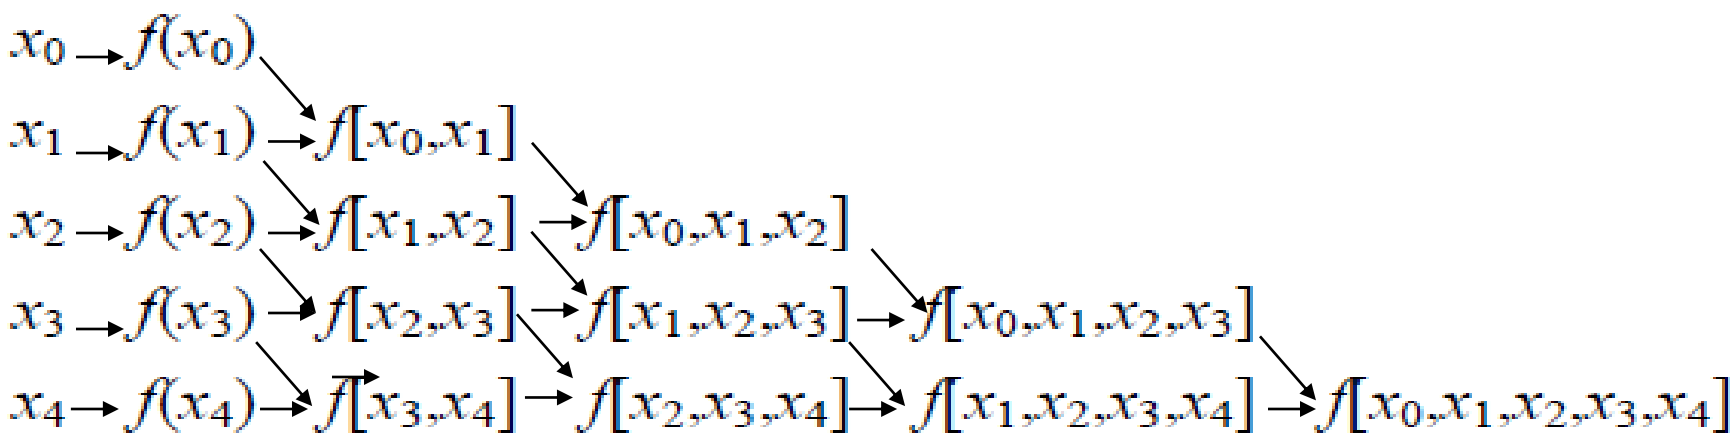 x₀ f(x₀)
x₁ f(x₁) f[x₀,x₁]
x₂ f(x₂) f[x₁,x₂] f[x₀,x₁,x₂]
x₃ f(x₃) f[x₂,x₃] f[x₁,x₂,x₃] f[x₀,x₁,x₂,x₃]
x₄ f(x₄) f[x₃,x₄] f[x₂,x₃,x₄] f[x₁,x₂,x₃,x₄] f[x₀,x₁,x₂,x₃,x₄]